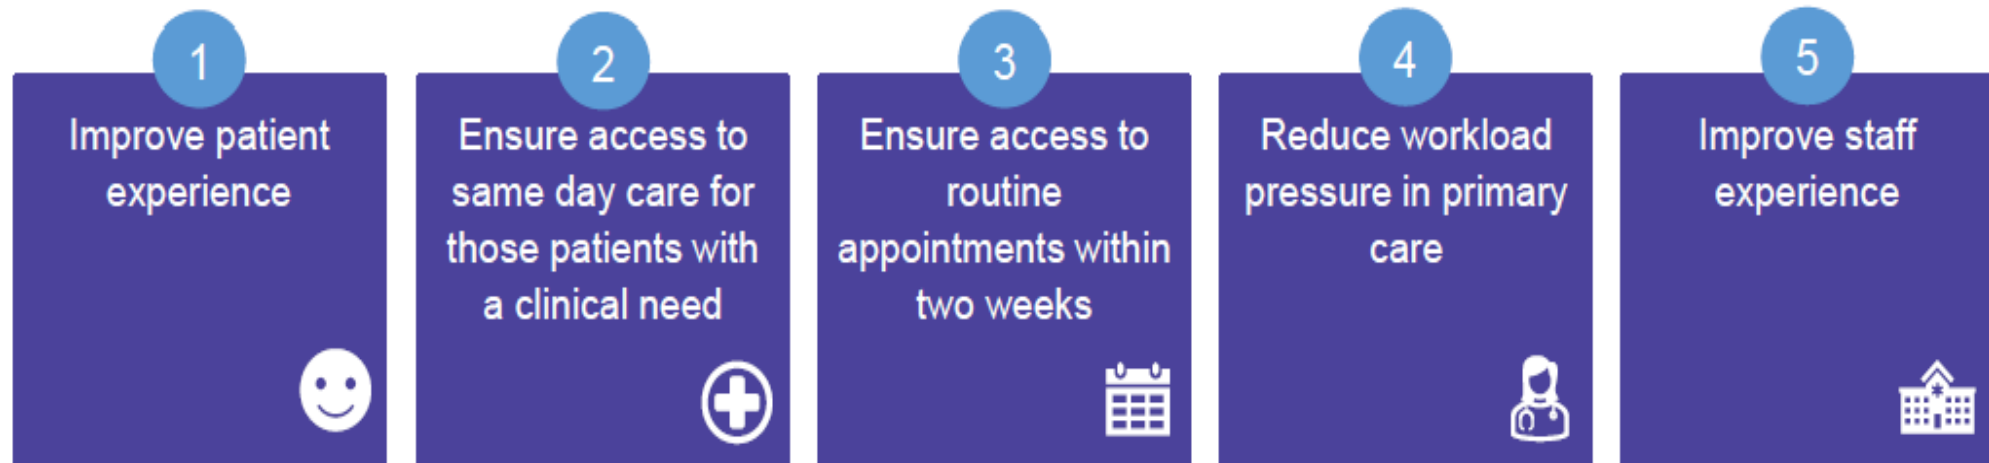 1
Improve patient
experience
2
Ensure access to
same day care for
those patients with
a clinical need
3
Ensure access to
routine
appointments within
two weeks
4
Reduce workload
pressure in primary
care
5
Improve staff
experience